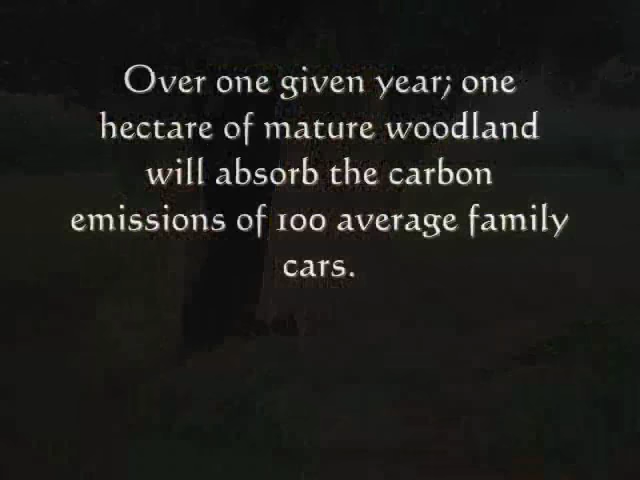 Over one given year; one
hectare of mature woodland
will absorb the carbon
emissions of 100 average family
cars.